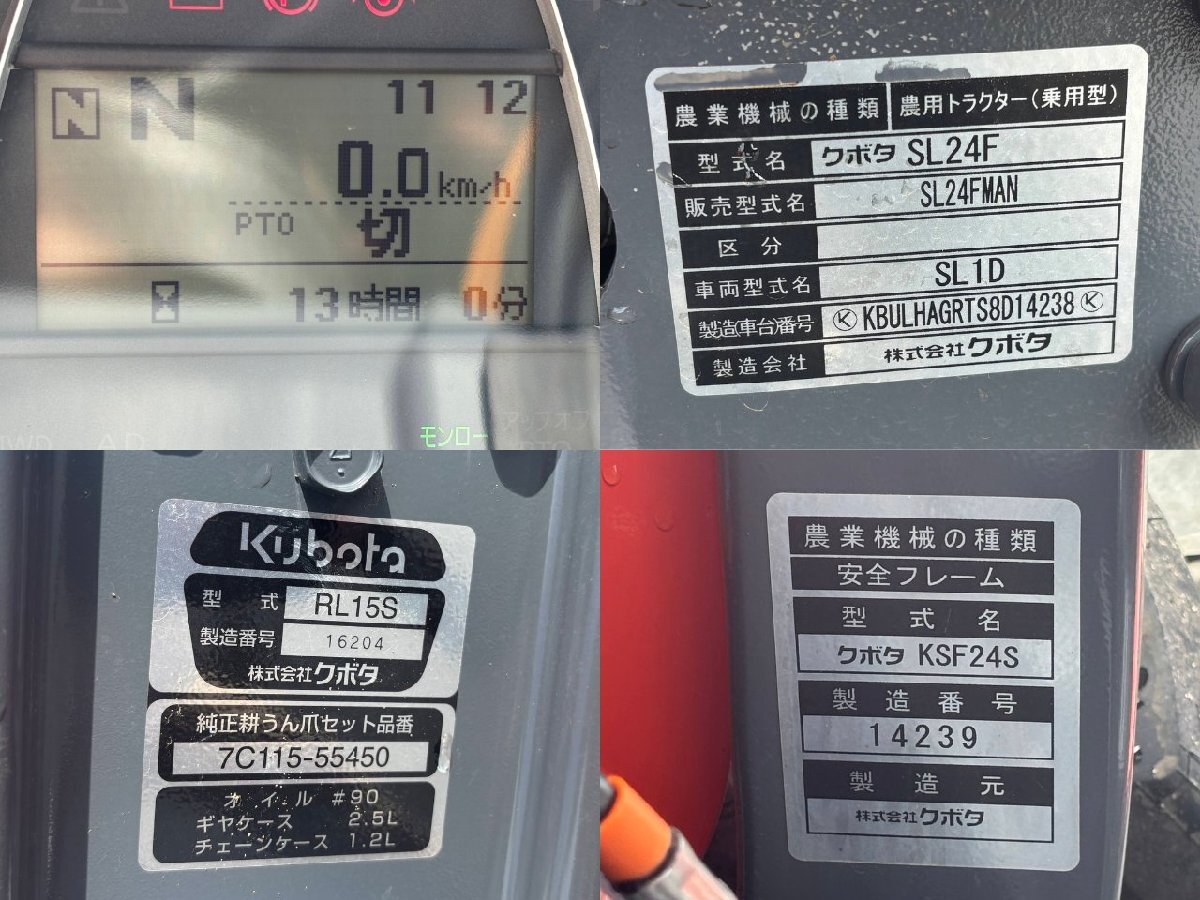 N N 11 12
0.0 km/h
PTO 切
13時間 0分
モンロー
農業機械の種類 農用トラクター(乗用型)
型式名 クボタ SL24F
販売型式名 SL24FMAN
区分
車両型式名 SL1D
製造(車台)番号 Ⓚ KBULHAGRTS8D14238 Ⓚ
製造会社 株式会社クボタ
Kubota
型式 RL15S
製造番号 16204
株式会社クボタ
純正耕うん爪セット品番
7C115-55450
オイル #90
ギヤケース 2.5L
チェーンケース 1.2L
農業機械の種類
安全フレーム
型式名
クボタ KSF24S
製造番号
14239
製造元
株式会社クボタ